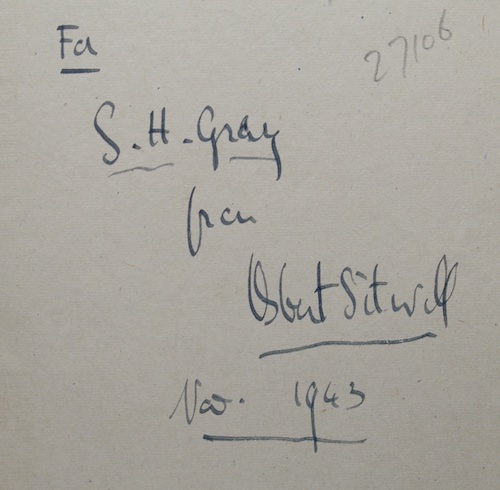 For
27106
S. H. Gray
from
Osbert Sitwell
Nov. 1943